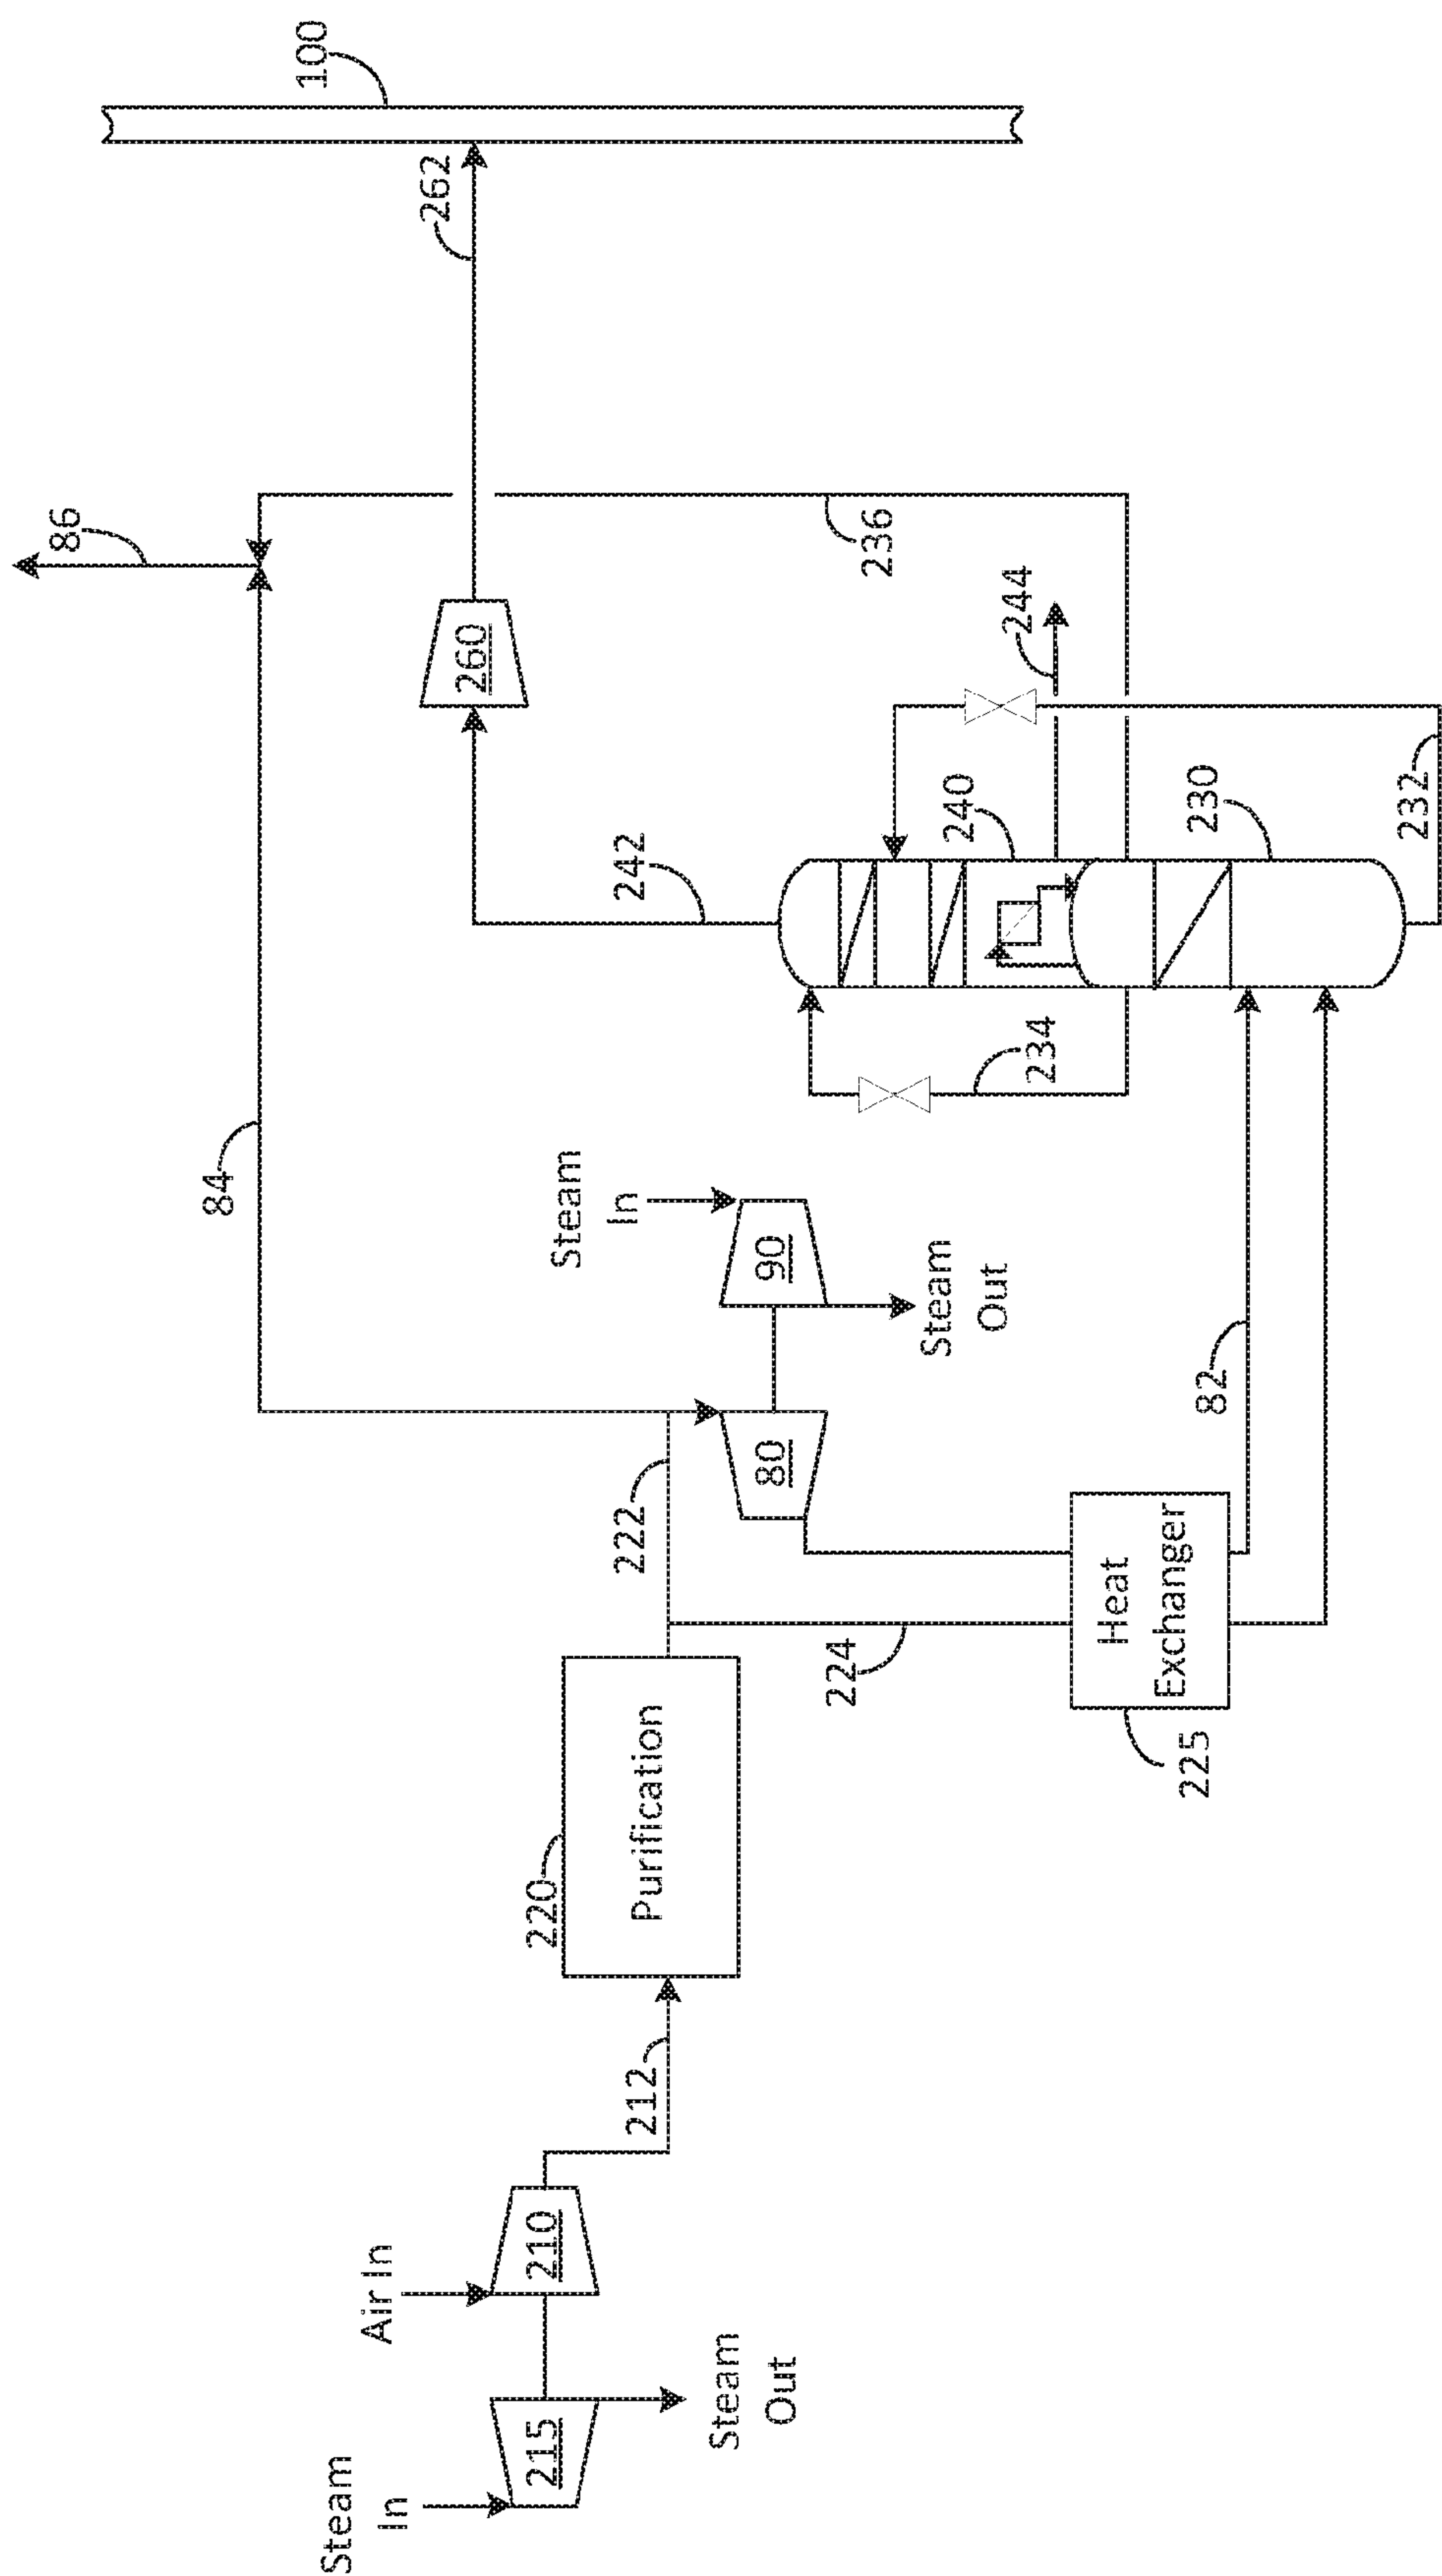 Steam
In
215
Steam
Out
Air In
210
212
220
Purification
222
224
225
Heat
Exchanger
80
90
Steam
In
Steam
Out
82
84
86
234
230
232
240
244
236
242
260
262
100